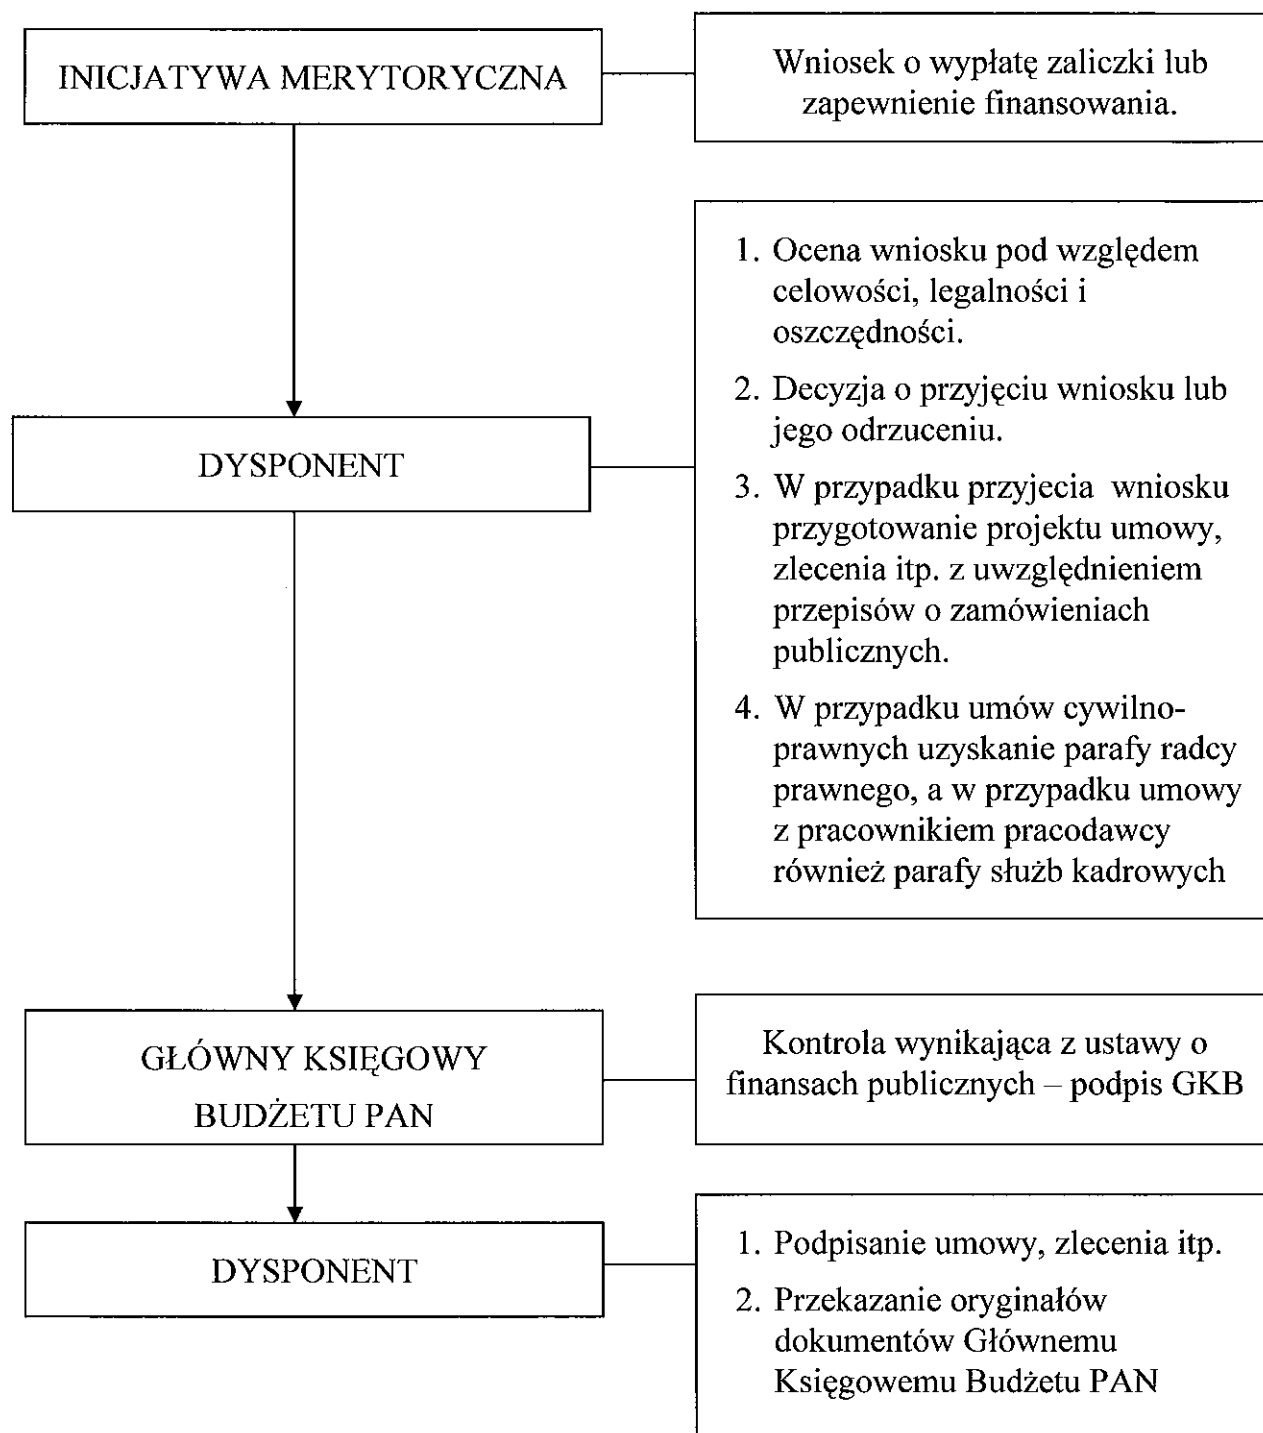 INICJATYWA MERYTORYCZNA
Wniosek o wypłatę zaliczki lub
zapewnienie finansowania.
DYSPONENT
1. Ocena wniosku pod względem
celowości, legalności i
oszczędności.
2. Decyzja o przyjęciu wniosku lub
jego odrzuceniu.
3. W przypadku przyjecia wniosku
przygotowanie projektu umowy,
zlecenia itp. z uwzględnieniem
przepisów o zamówieniach
publicznych.
4. W przypadku umów cywilno-
prawnych uzyskanie parafy radcy
prawnego, a w przypadku umowy
z pracownikiem pracodawcy
również parafy służb kadrowych
GŁÓWNY KSIĘGOWY
BUDŻETU PAN
Kontrola wynikająca z ustawy o
finansach publicznych – podpis GKB
DYSPONENT
1. Podpisanie umowy, zlecenia itp.
2. Przekazanie oryginałów
dokumentów Głównemu
Księgowemu Budżetu PAN